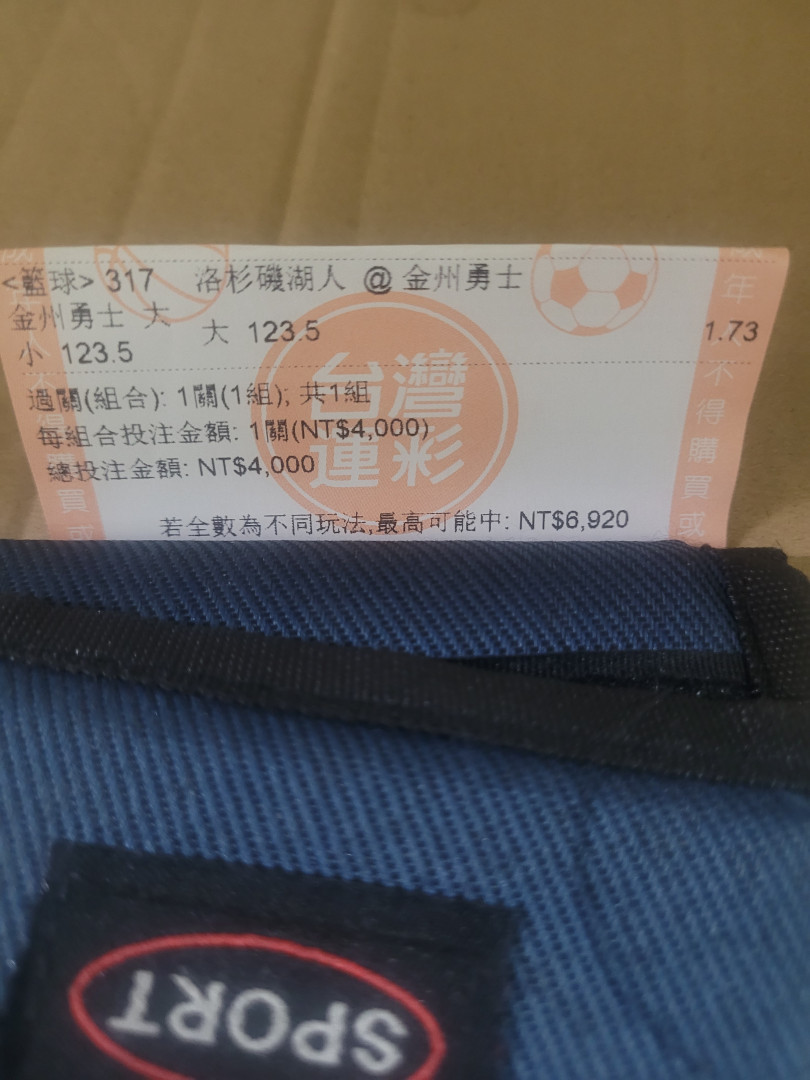 <籃球> 317 洛杉磯湖人 @ 金州勇士
金州勇士 大 大 123.5 1.73
小 123.5
過關(組合): 1關(1組); 共1組
每組合投注金額: 1關(NT$4,000)
總投注金額: NT$4,000
若全數為不同玩法,最高可能中: NT$6,920
台灣
運彩
年
不得購買或
購買或
SPORT